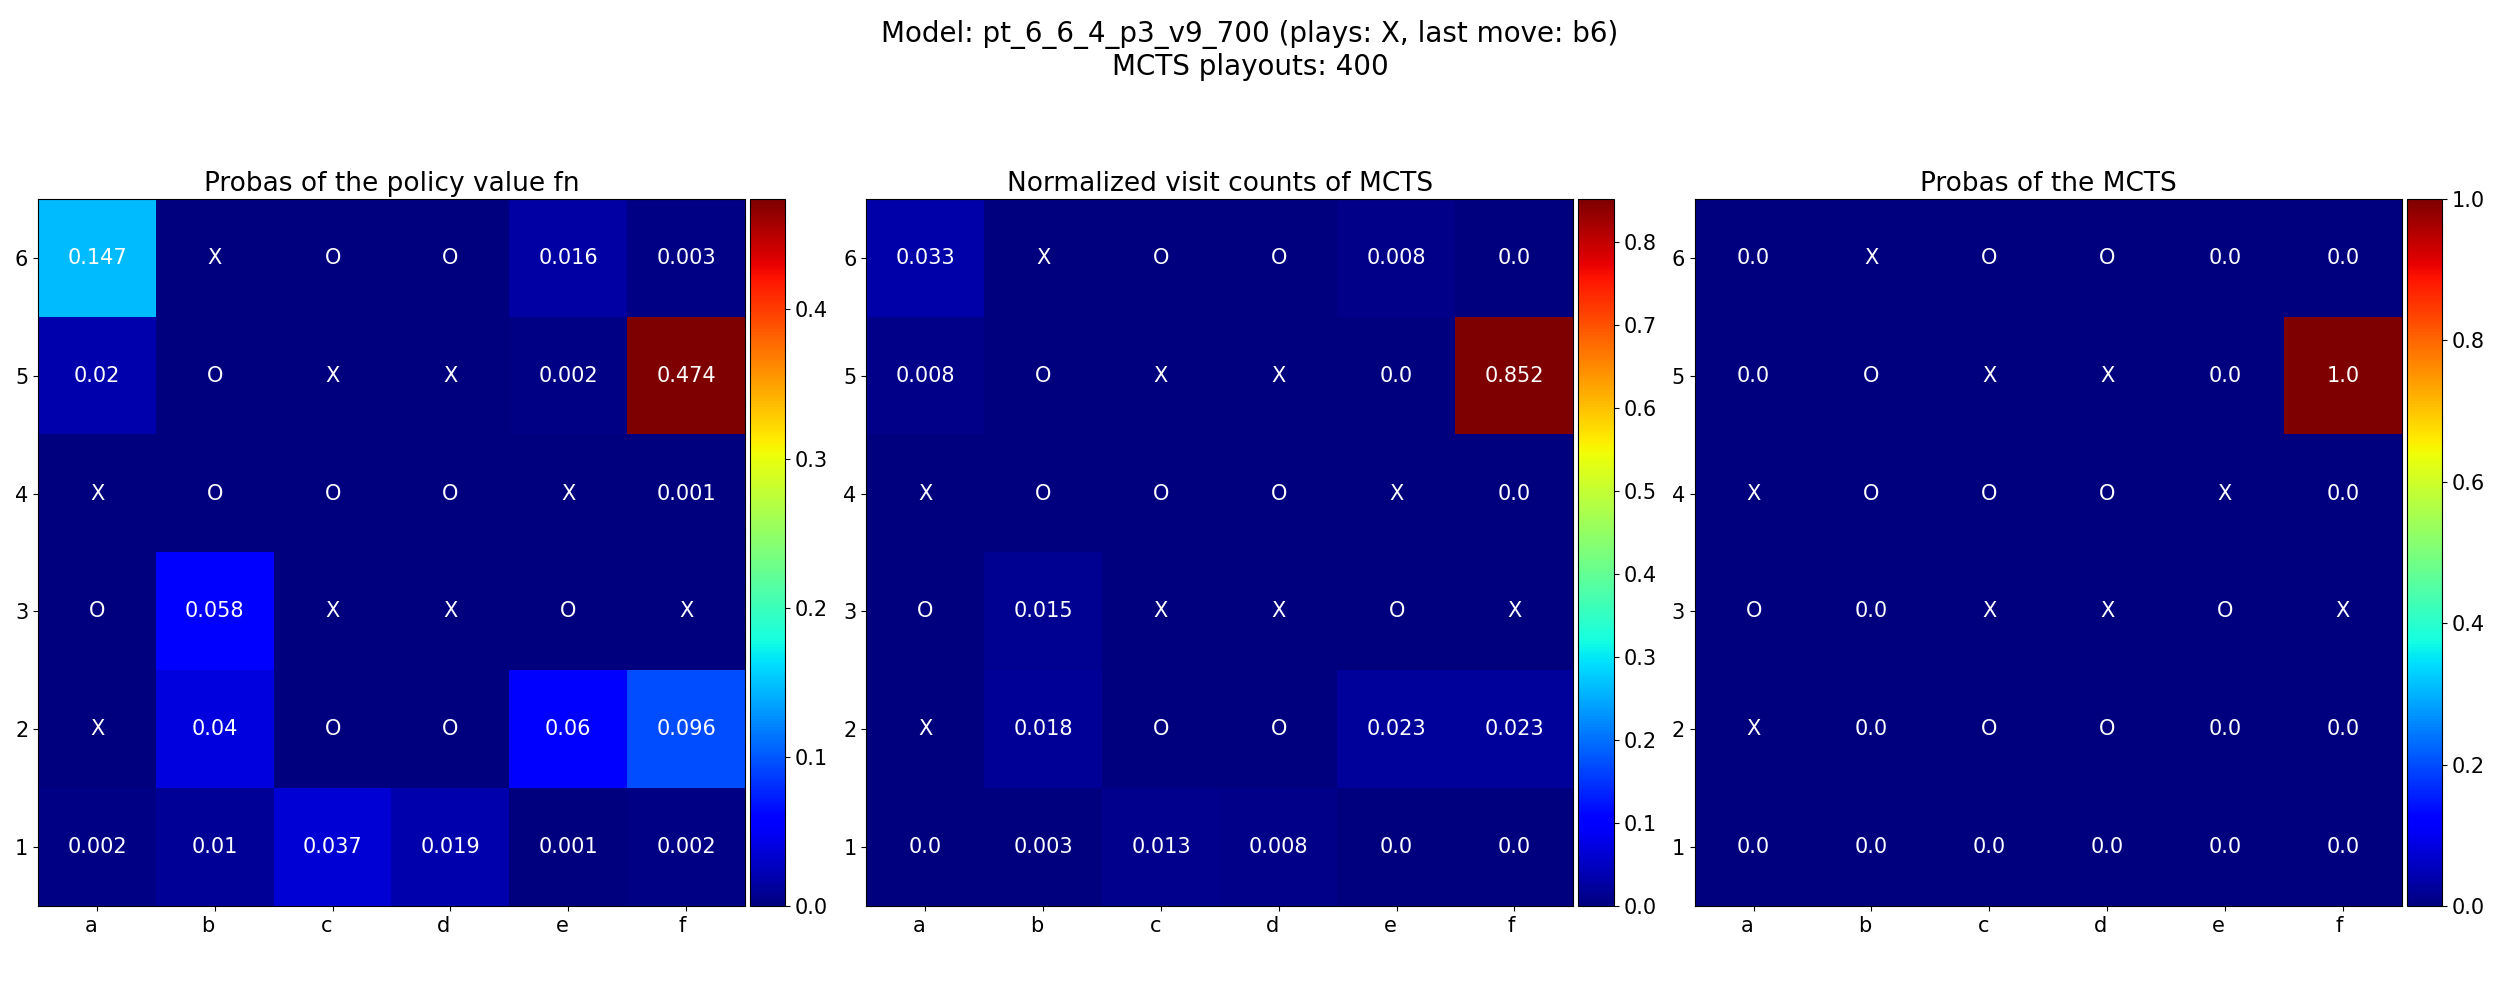 Model: pt_6_6_4_p3_v9_700 (plays: X, last move: b6)
MCTS playouts: 400
Probas of the policy value fn
6 0.147 X O O 0.016 0.003
5 0.02 O X X 0.002 0.474
4 X O O O X 0.001
3 O 0.058 X X O X
2 X 0.04 O O 0.06 0.096
1 0.002 0.01 0.037 0.019 0.001 0.002
a b c d e f
0.4
0.3
0.2
0.1
0.0
Normalized visit counts of MCTS
6 0.033 X O O 0.008 0.0
5 0.008 O X X 0.0 0.852
4 X O O O X 0.0
3 O 0.015 X X O X
2 X 0.018 O O 0.023 0.023
1 0.0 0.003 0.013 0.008 0.0 0.0
a b c d e f
0.8
0.7
0.6
0.5
0.4
0.3
0.2
0.1
0.0
Probas of the MCTS
6 0.0 X O O 0.0 0.0
5 0.0 O X X 0.0 1.0
4 X O O O X 0.0
3 O 0.0 X X O X
2 X 0.0 O O 0.0 0.0
1 0.0 0.0 0.0 0.0 0.0 0.0
a b c d e f
1.0
0.8
0.6
0.4
0.2
0.0